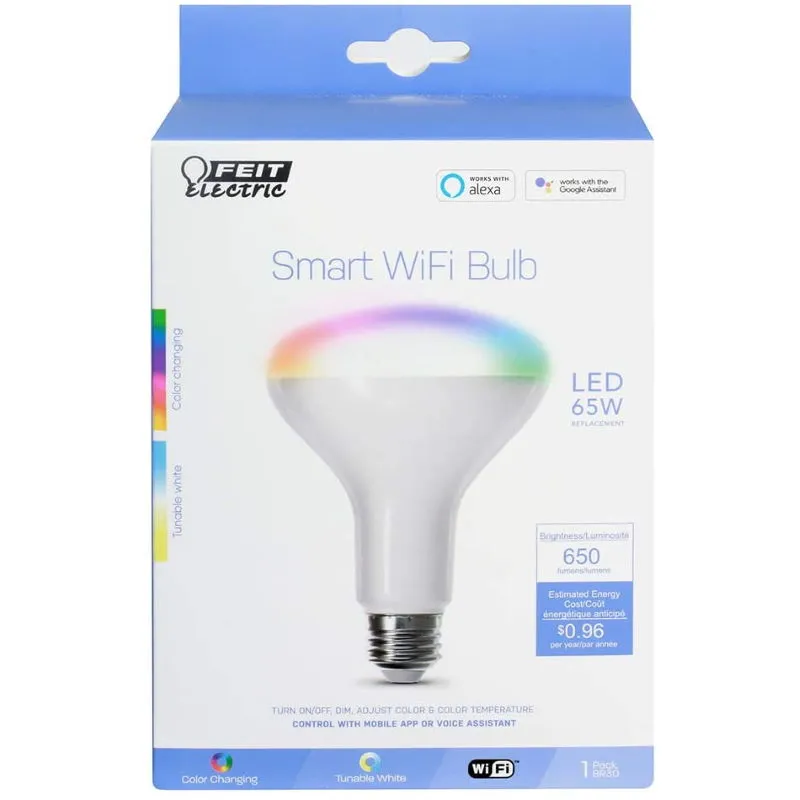 FEIT
ELECTRIC
WORKS WITH
alexa
works with the
Google Assistant
Smart WiFi Bulb
Color changing
Tunable white
LED
65W
REPLACEMENT
Brightness/Luminosité
650
lumens/lumens
Estimated Energy
Cost/Coût
énergétique anticipé
$0.96
per year/par année
TURN ON/OFF, DIM, ADJUST COLOR & COLOR TEMPERATURE
CONTROL WITH MOBILE APP OR VOICE ASSISTANT
Color Changing
Tunable White
WiFi™
1 Pack
BR30